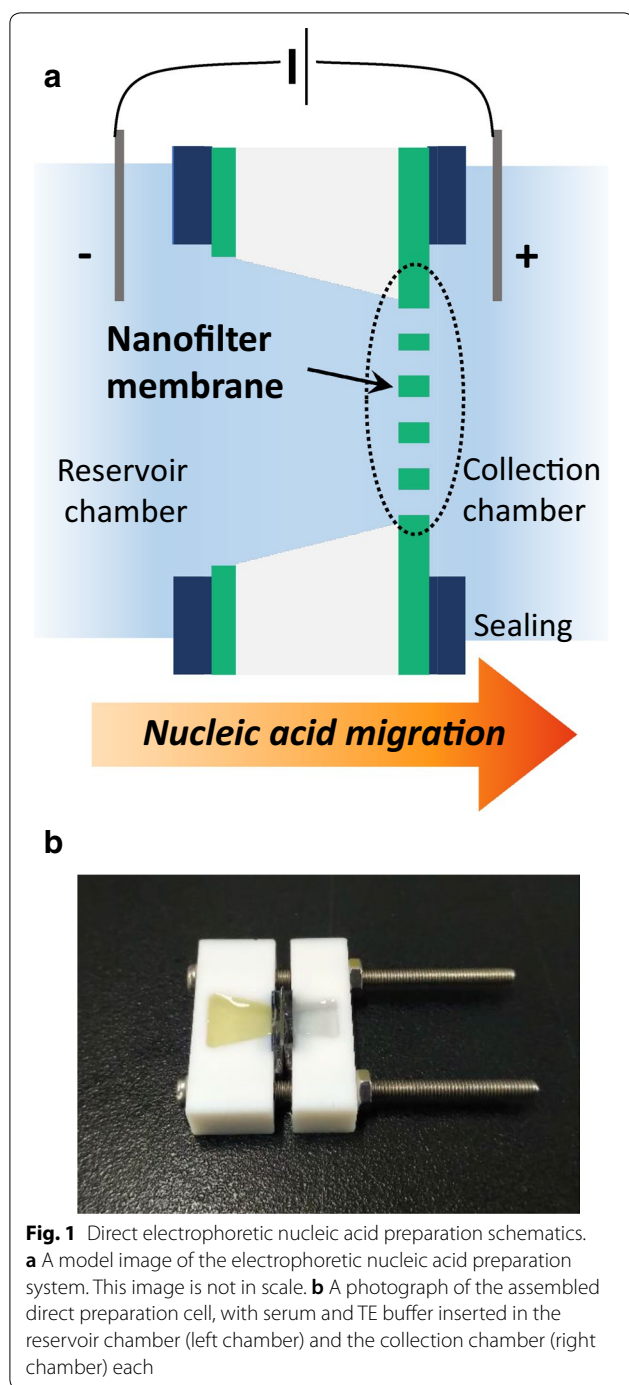 a
- +
Nanofilter
membrane
Reservoir
chamber
Collection
chamber
Sealing
Nucleic acid migration
b
Fig. 1 Direct electrophoretic nucleic acid preparation schematics.
a A model image of the electrophoretic nucleic acid preparation
system. This image is not in scale. b A photograph of the assembled
direct preparation cell, with serum and TE buffer inserted in the
reservoir chamber (left chamber) and the collection chamber (right
chamber) each